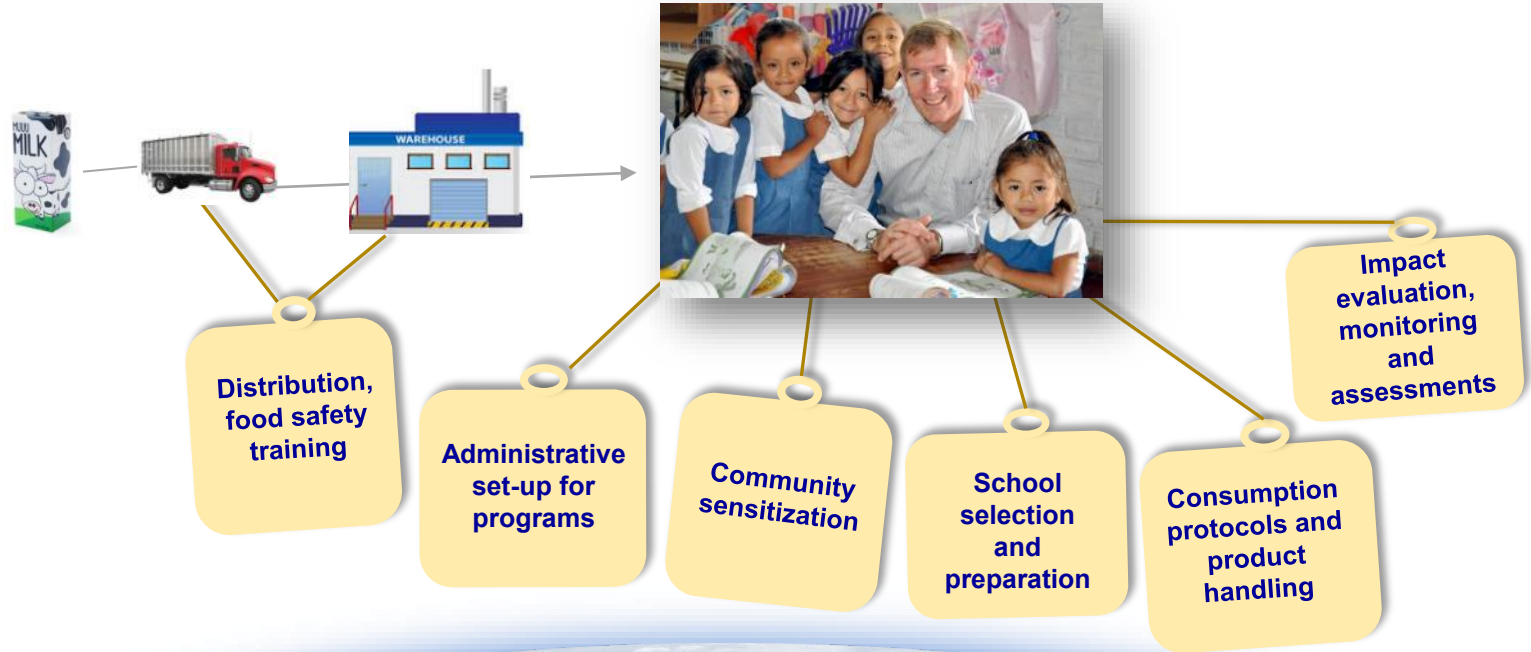 MUUU
MILK
WAREHOUSE
Distribution,
food safety
training
Administrative
set-up for
programs
Community
sensitization
School
selection
and
preparation
Consumption
protocols and
product
handling
Impact
evaluation,
monitoring
and
assessments